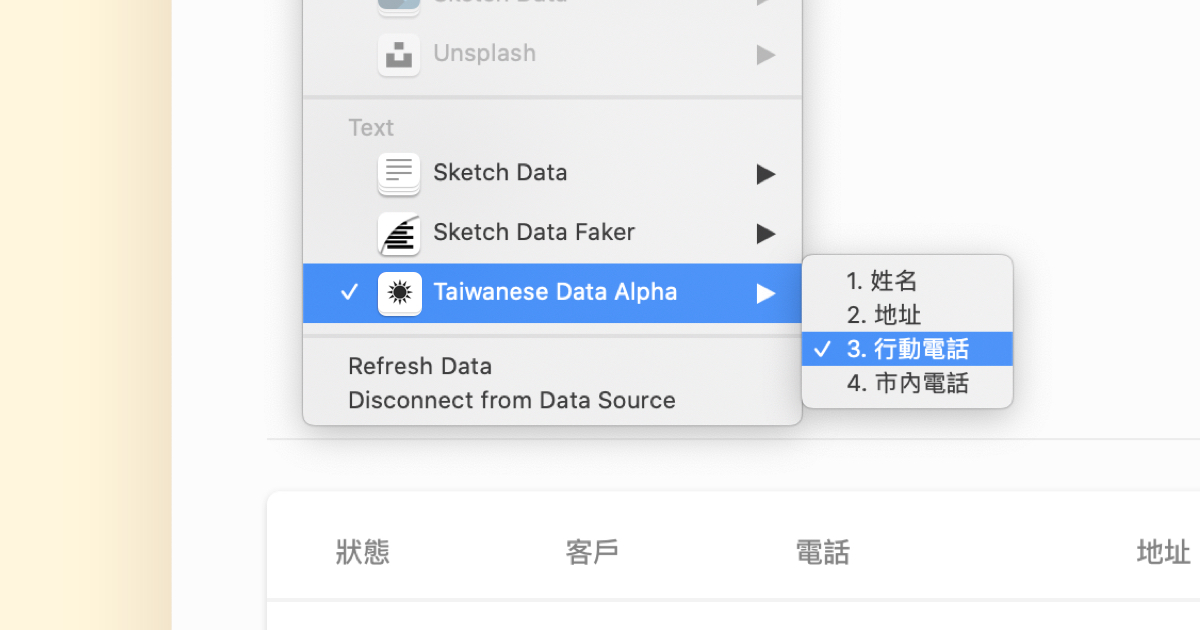 Sketch Data
Unsplash
Text
Sketch Data
Sketch Data Faker
Taiwanese Data Alpha
1. 姓名
2. 地址
3. 行動電話
4. 市內電話
Refresh Data
Disconnect from Data Source
狀態
客戶
電話
地址